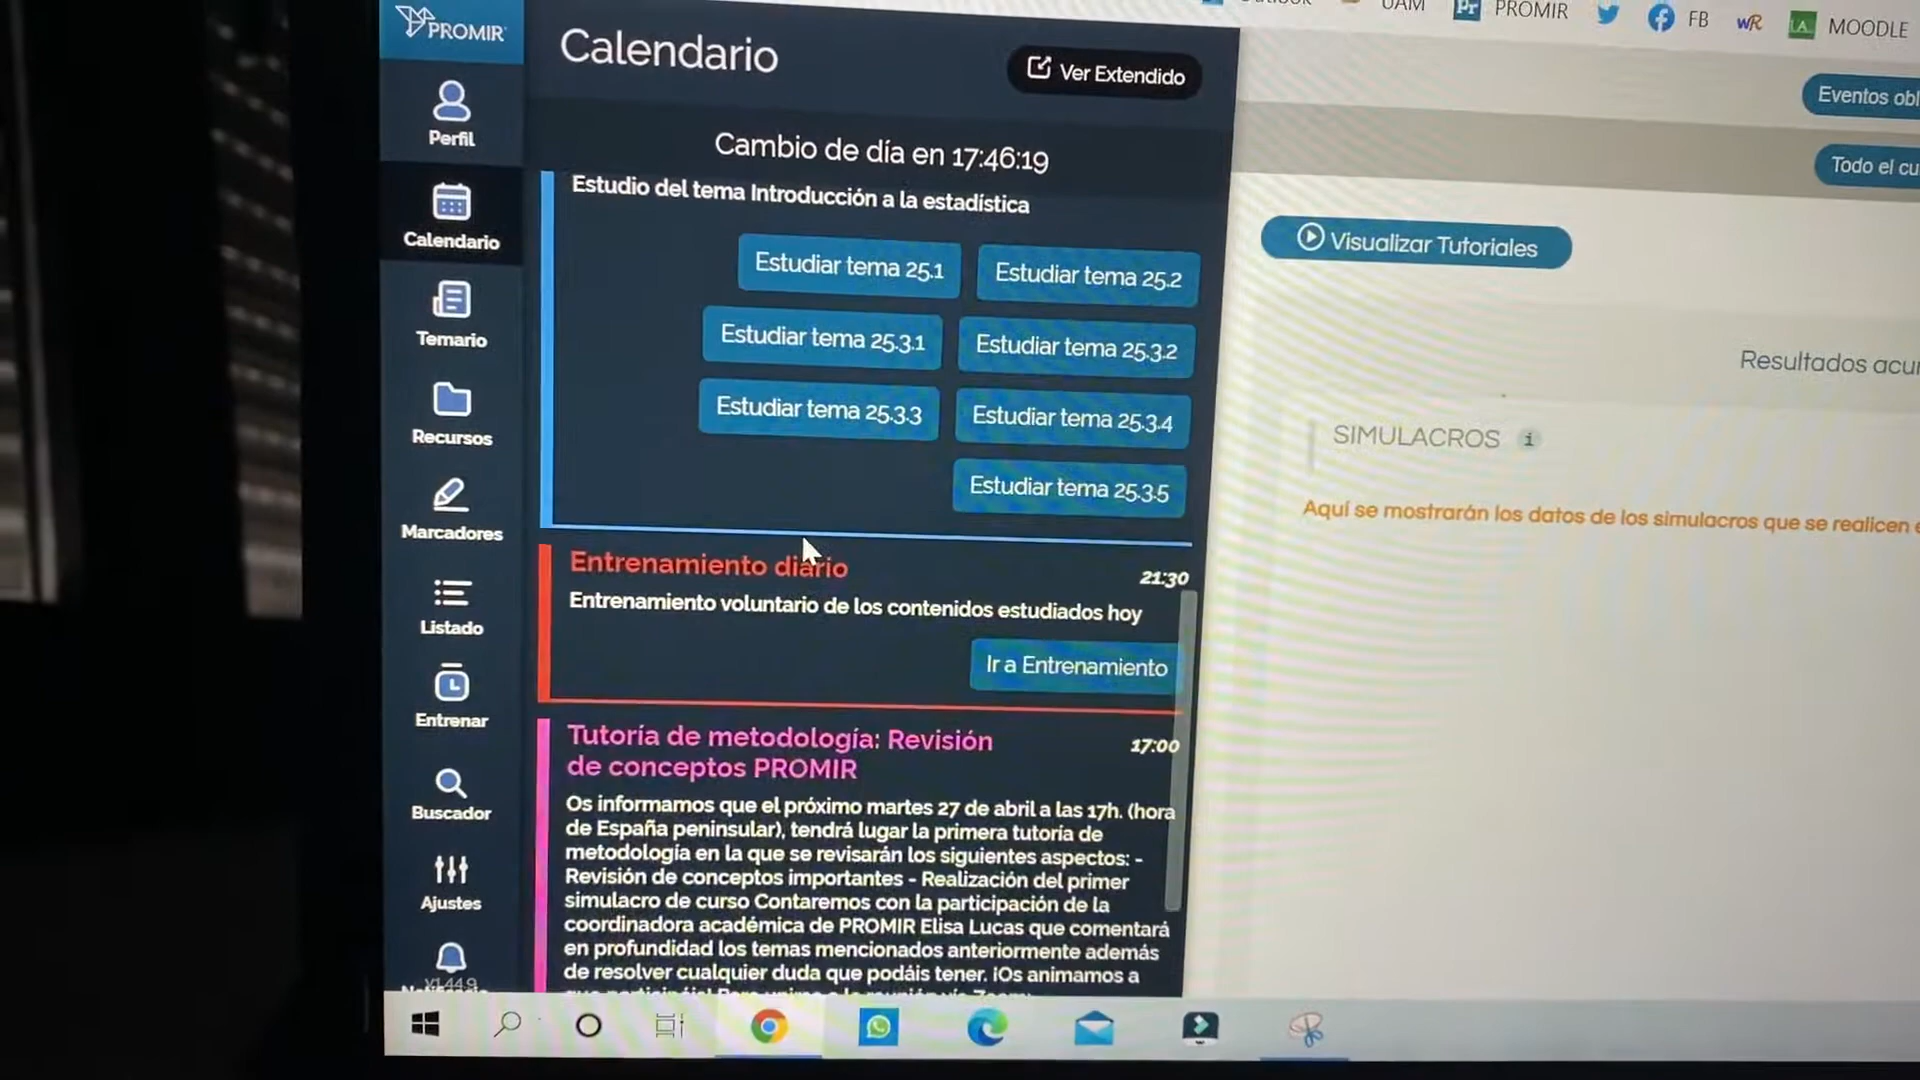 UAM
PROMIR
FB
WR
MOODLE
PROMIR
Perfil
Calendario
Temario
Recursos
Marcadores
Listado
Entrenar
Buscador
Ajustes
v1.44.9
Calendario
Ver Extendido
Cambio de día en 17:46:19
Estudio del tema Introducción a la estadística
Estudiar tema 25.1
Estudiar tema 25.2
Estudiar tema 25.3.1
Estudiar tema 25.3.2
Estudiar tema 25.3.3
Estudiar tema 25.3.4
Estudiar tema 25.3.5
Entrenamiento diario
21:30
Entrenamiento voluntario de los contenidos estudiados hoy
Ir a Entrenamiento
Tutoría de metodología: Revisión
de conceptos PROMIR
17:00
Os informamos que el próximo martes 27 de abril a las 17h. (hora
de España peninsular), tendrá lugar la primera tutoría de
metodología en la que se revisarán los siguientes aspectos: -
Revisión de conceptos importantes - Realización del primer
simulacro de curso Contaremos con la participación de la
coordinadora académica de PROMIR Elisa Lucas que comentará
en profundidad los temas mencionados anteriormente además
de resolver cualquier duda que podáis tener. ¡Os animamos a
Eventos obl
Todo el cu
Visualizar Tutoriales
Resultados acu
SIMULACROS i
Aquí se mostrarán los datos de los simulacros que se realicen